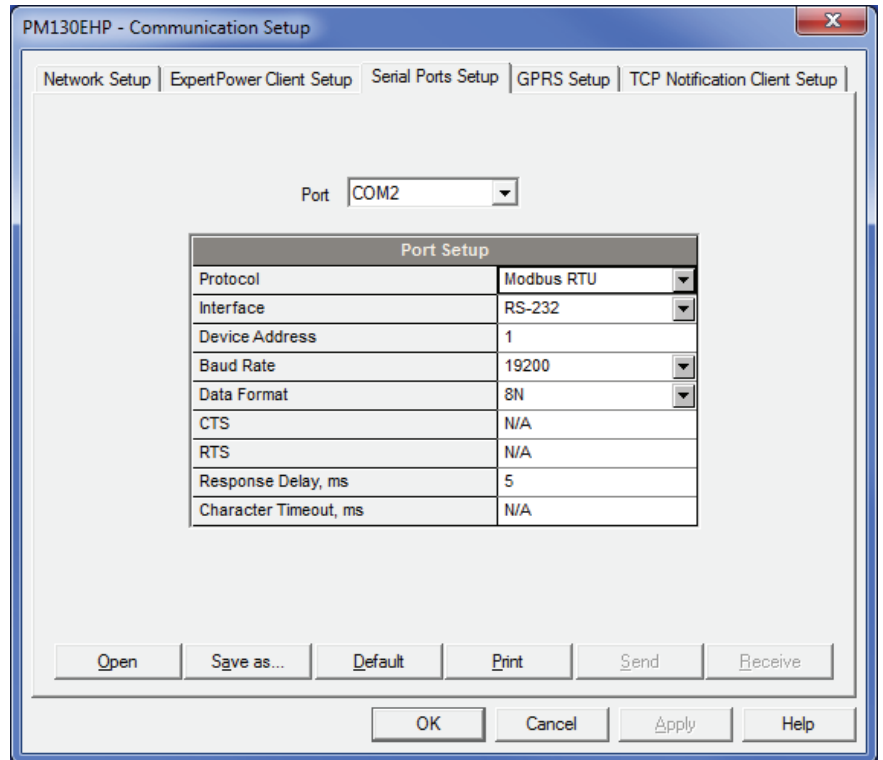 PM130EHP - Communication Setup
Network Setup ExpertPower Client Setup Serial Ports Setup GPRS Setup TCP Notification Client Setup
Port COM2
Port Setup
Protocol Modbus RTU
Interface RS-232
Device Address 1
Baud Rate 19200
Data Format 8N
CTS N/A
RTS N/A
Response Delay, ms 5
Character Timeout, ms N/A
Open Save as... Default Print Send Receive
OK Cancel Apply Help